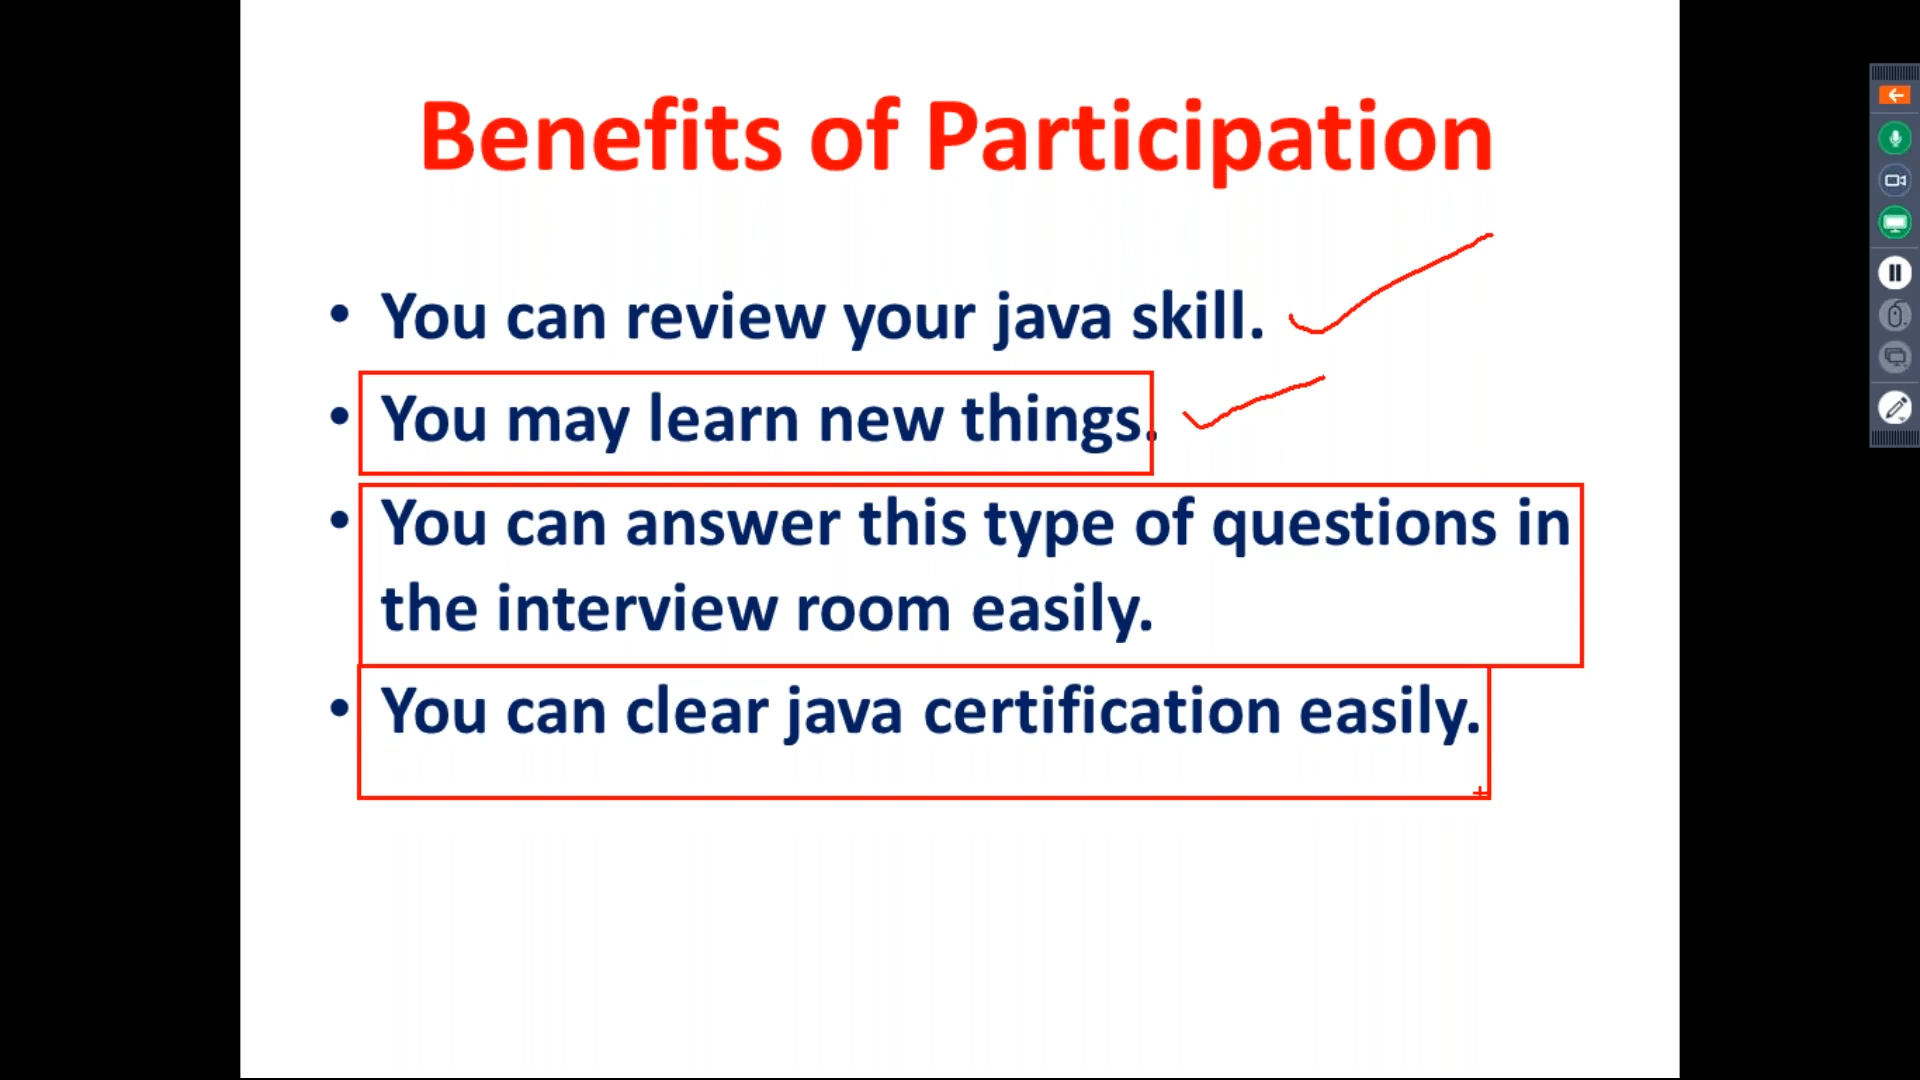 Benefits of Participation
• You can review your java skill.
• You may learn new things.
• You can answer this type of questions in
the interview room easily.
• You can clear java certification easily.